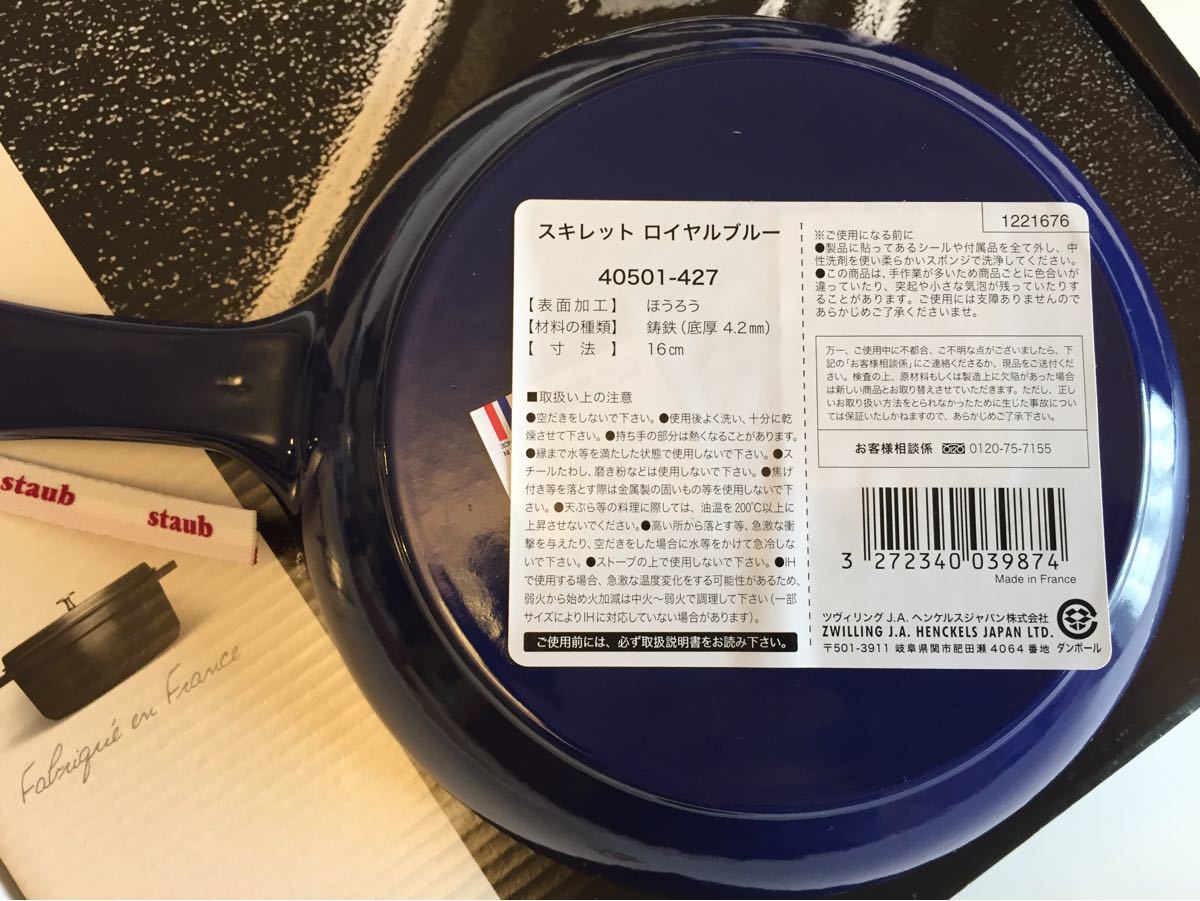 スキレット ロイヤルブルー
40501-427
【表面加工】 ほうろう
【材料の種類】 鋳鉄(底厚 4.2㎜)
【 寸 法 】 16㎝
■取扱い上の注意
●空だきをしないで下さい。●使用後よく洗い、十分に乾
燥させて下さい。●持ち手の部分は熱くなることがあります。
●縁まで水等を満たした状態で使用しないで下さい。●ス
チールたわし、磨き粉などは使用しないで下さい。●焦げ
付き等を落とす際は金属製の固いもの等を使用しないで下
さい。●天ぷら等の料理に際しては、油温を200℃以上に
上昇させないでください。●高い所から落とす等、急激な衝
撃を与えたり、空だきをした場合に水等をかけて急冷しな
いで下さい。●ストーブの上で使用しないで下さい。●IH
で使用する場合、急激な温度変化をする可能性があるため、
弱火から始め火加減は中火~弱火で調理して下さい(一部
サイズによりIHに対応していない場合があります)。
ご使用前には、必ず取扱説明書をお読み下さい。
1221676
※ご使用になる前に
●製品に貼ってあるシールや付属品を全て外し、中
性洗剤を使い柔らかいスポンジで洗浄してください。
●この商品は、手作業が多いため商品ごとに色合いが
違っていたり、突起や小さな気泡が残っていたりす
ることがあります。ご使用には支障ありませんので
あらかじめご了承くださいませ。
万一、ご使用中に不都合、ご不明な点がございましたら、下
記の「お客様相談係」にご連絡くださるか、現品をご送付くだ
さい。検査の上、原材料もしくは製造上に欠陥があった場合
は新しい商品とお取り替えさせていただきます。ただし、正し
いお取り扱い方法をとられなかったために生じた事故につい
ては保証いたしかねますので、あらかじめご了承下さい。
お客様相談係 0120-75-7155
3 272340 039874
Made in France
ツヴィリング J.A. ヘンケルスジャパン株式会社
ZWILLING J.A. HENCKELS JAPAN LTD.
〒501-3911 岐阜県関市肥田瀬 4064 番地 ダンボール
staub
staub
Fabriqué en France